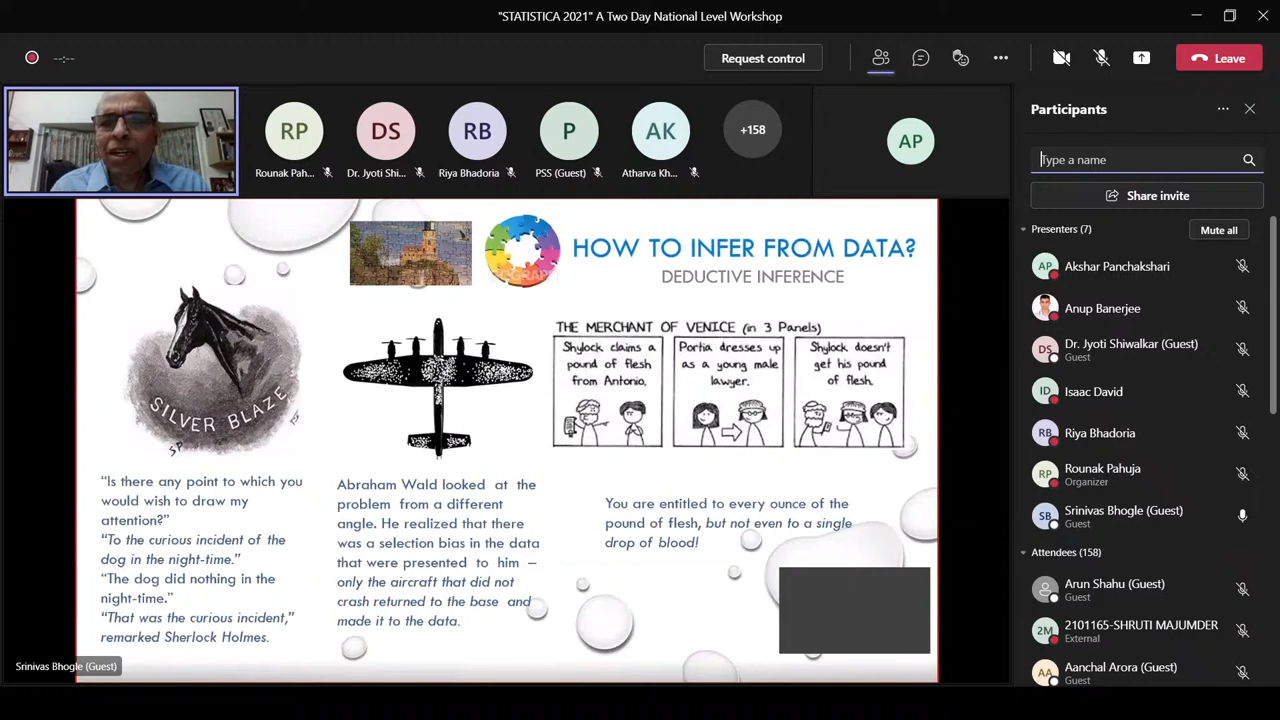 "STATISTICA 2021" A Two Day National Level Workshop
--:--
Request control
Leave
RP
DS
RB
P
AK
+158
AP
Rounak Pah...
Dr. Jyoti Shi...
Riya Bhadoria
PSS (Guest)
Atharva Kh...
HOW TO INFER FROM DATA?
DEDUCTIVE INFERENCE
SILVER BLAZE
SP
THE MERCHANT OF VENICE (in 3 Panels)
Shylock claims a
pound of flesh
from Antonio.
Portia dresses up
as a young male
lawyer.
Shylock doesn't
get his pound
of flesh.
"Is there any point to which you
would wish to draw my
attention?"
"To the curious incident of the
dog in the night-time."
"The dog did nothing in the
night-time."
"That was the curious incident,"
remarked Sherlock Holmes.
Abraham Wald looked at the
problem from a different
angle. He realized that there
was a selection bias in the data
that were presented to him –
only the aircraft that did not
crash returned to the base and
made it to the data.
You are entitled to every ounce of the
pound of flesh, but not even to a single
drop of blood!
Srinivas Bhogle (Guest)
Participants
Type a name
Share invite
Presenters (7)
Mute all
AP
Akshar Panchakshari
Anup Banerjee
DS
Dr. Jyoti Shiwalkar (Guest)
Guest
ID
Isaac David
RB
Riya Bhadoria
RP
Rounak Pahuja
Organizer
SB
Srinivas Bhogle (Guest)
Guest
Attendees (158)
Arun Shahu (Guest)
Guest
2M
2101165-SHRUTI MAJUMDER
External
AA
Aanchal Arora (Guest)
Guest